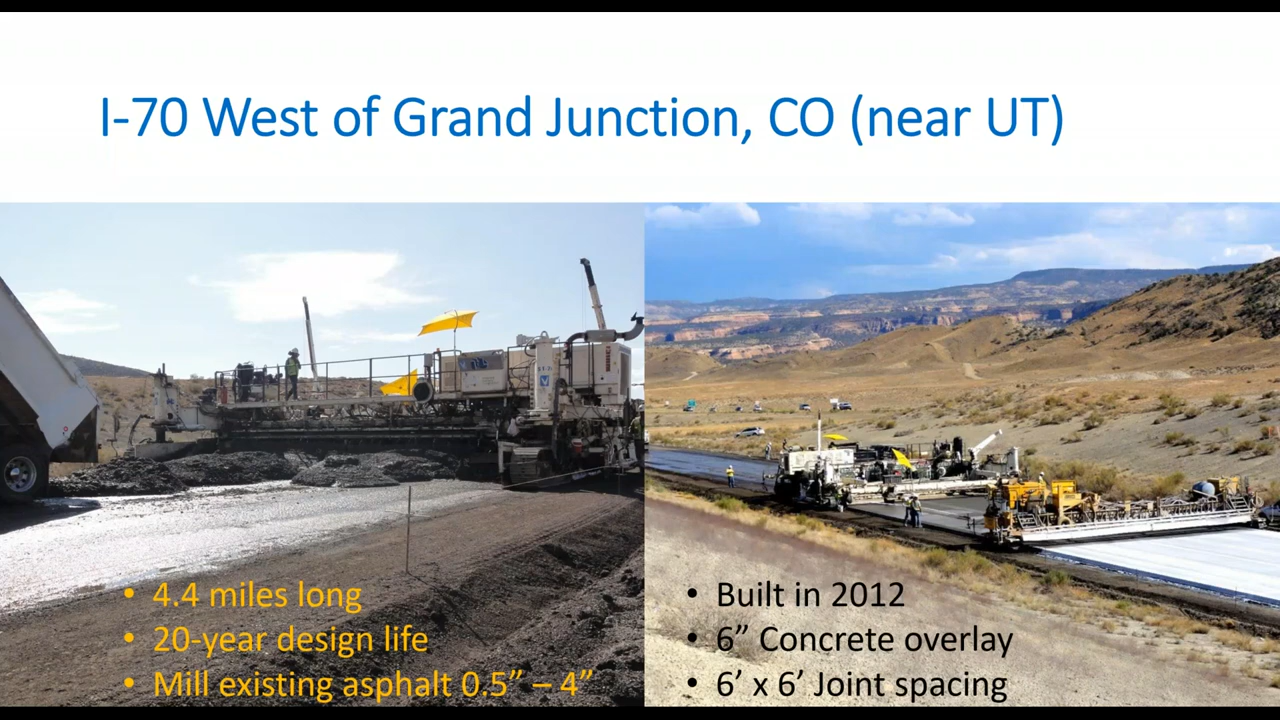 I-70 West of Grand Junction, CO (near UT)
• 4.4 miles long
• 20-year design life
• Mill existing asphalt 0.5” – 4”
• Built in 2012
• 6” Concrete overlay
• 6’ x 6’ Joint spacing